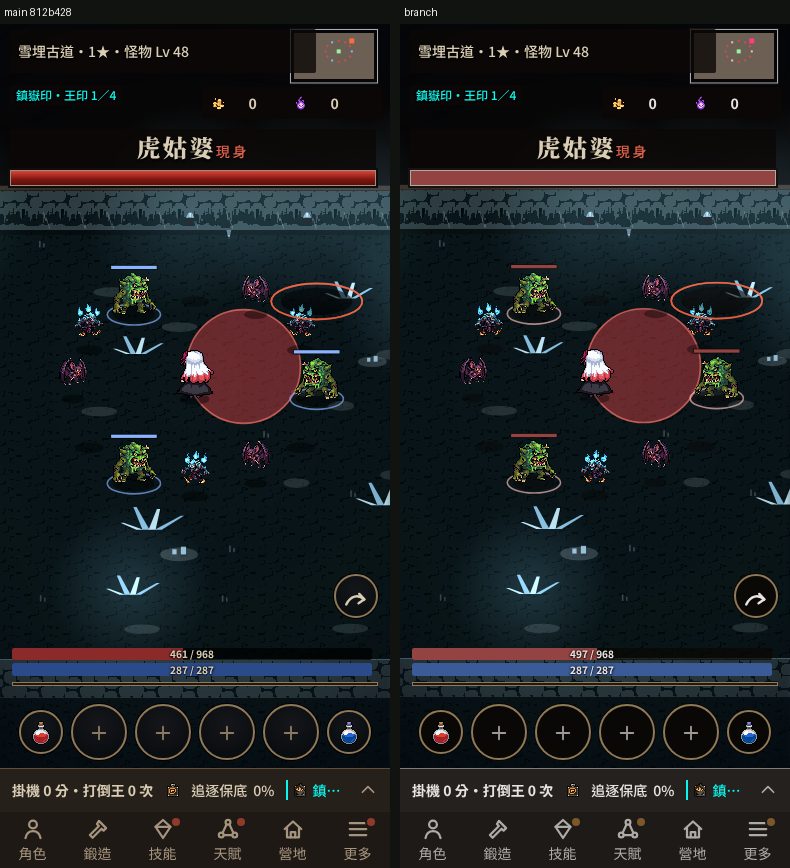 main 812b428
雪埋古道・1★・怪物 Lv 48
鎮嶽印・王印 1／4
0
0
虎姑婆現身
461 / 968
287 / 287
掛機 0 分・打倒王 0 次
追逐保底 0%
鎮…
角色
鍛造
技能
天賦
營地
更多
branch
雪埋古道・1★・怪物 Lv 48
鎮嶽印・王印 1／4
0
0
虎姑婆現身
497 / 968
287 / 287
掛機 0 分・打倒王 0 次
追逐保底 0%
鎮…
角色
鍛造
技能
天賦
營地
更多